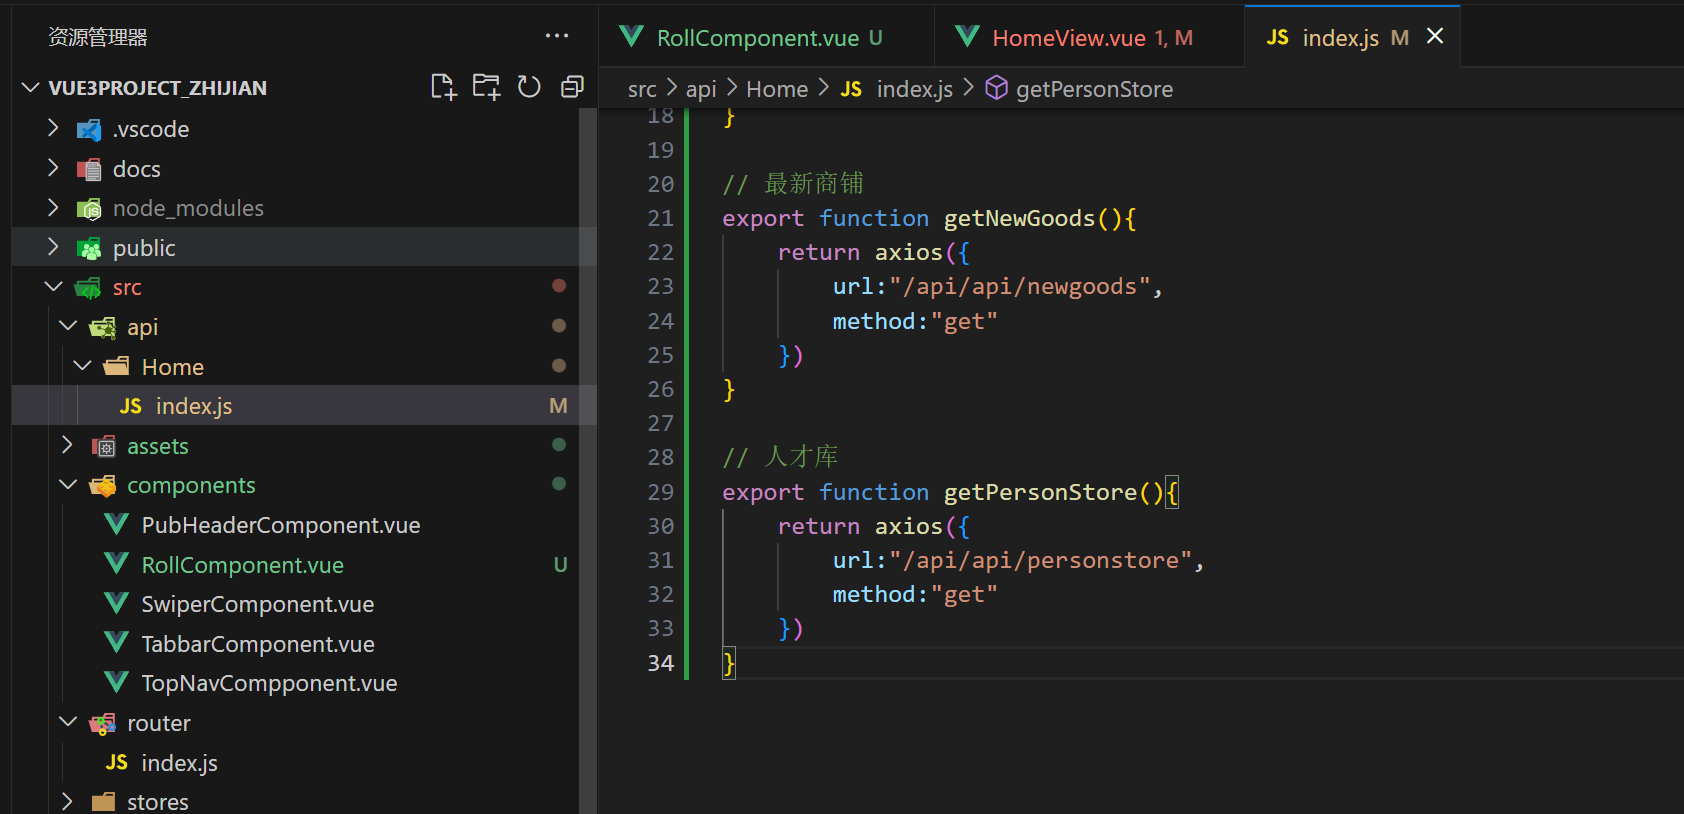 资源管理器
VUE3PROJECT_ZHIJIAN
.vscode
docs
node_modules
public
src
api
Home
JS index.js M
assets
components
PubHeaderComponent.vue
RollComponent.vue U
SwiperComponent.vue
TabbarComponent.vue
TopNavCompponent.vue
router
JS index.js
stores
RollComponent.vue U
HomeView.vue 1, M
JS index.js M
src > api > Home > JS index.js > getPersonStore
18 }
19
20 // 最新商铺
21 export function getNewGoods(){
22 return axios({
23 url:"/api/api/newgoods",
24 method:"get"
25 })
26 }
27
28 // 人才库
29 export function getPersonStore(){
30 return axios({
31 url:"/api/api/personstore",
32 method:"get"
33 })
34 }